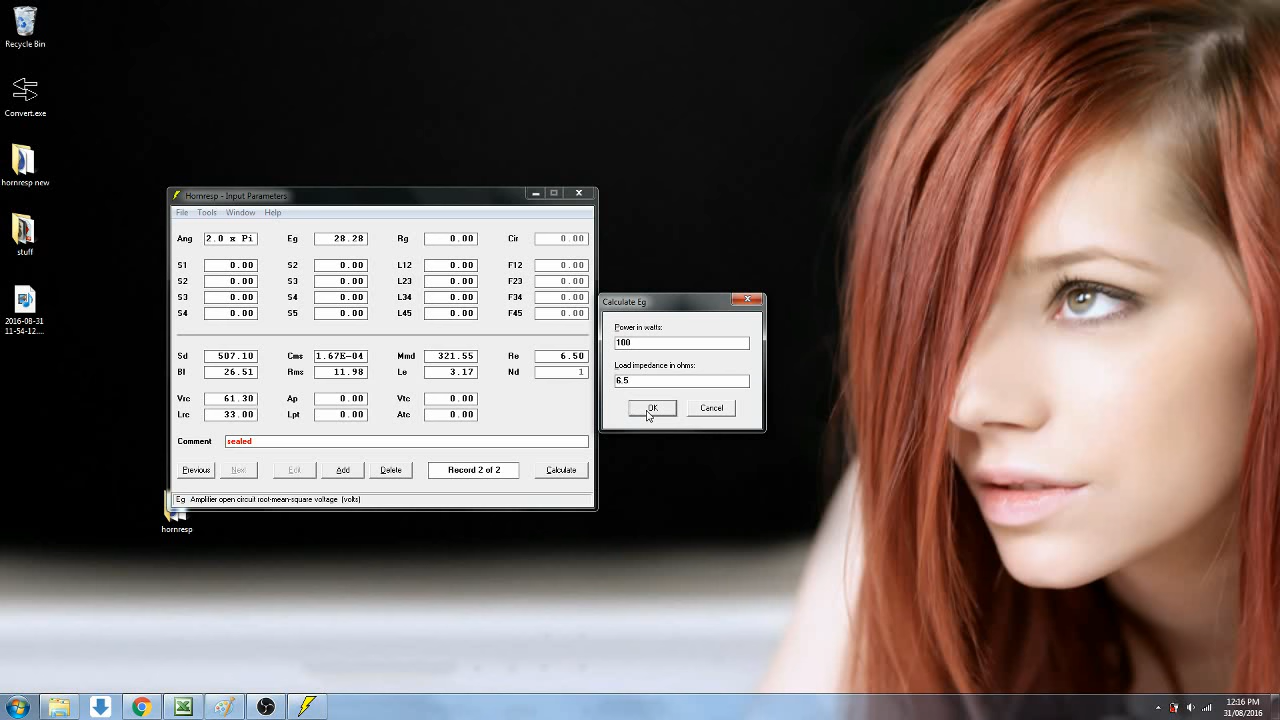 Recycle Bin
Convert.exe
hornresp new
stuff
2016-08-31
11-54-12....
Hornresp - Input Parameters
File Tools Window Help
Ang 2.0 x Pi Eg 28.28 Rg 0.00 Cir 0.00
S1 0.00 S2 0.00 L12 0.00 F12 0.00
S2 0.00 S3 0.00 L23 0.00 F23 0.00
S3 0.00 S4 0.00 L34 0.00 F34 0.00
S4 0.00 S5 0.00 L45 0.00 F45 0.00
Sd 507.10 Cms 1.67E-04 Mmd 321.55 Re 6.50
Bl 26.51 Rms 11.98 Le 3.17 Nd 1
Vrc 61.30 Ap 0.00 Vtc 0.00
Lrc 33.00 Lpt 0.00 Atc 0.00
Comment sealed
Previous Next Edit Add Delete Record 2 of 2 Calculate
Eg Amplifier open circuit root-mean-square voltage (volts)
hornresp
Calculate Eg
Power in watts:
100
Load impedance in ohms:
6.5
OK Cancel
12:16 PM
31/08/2016